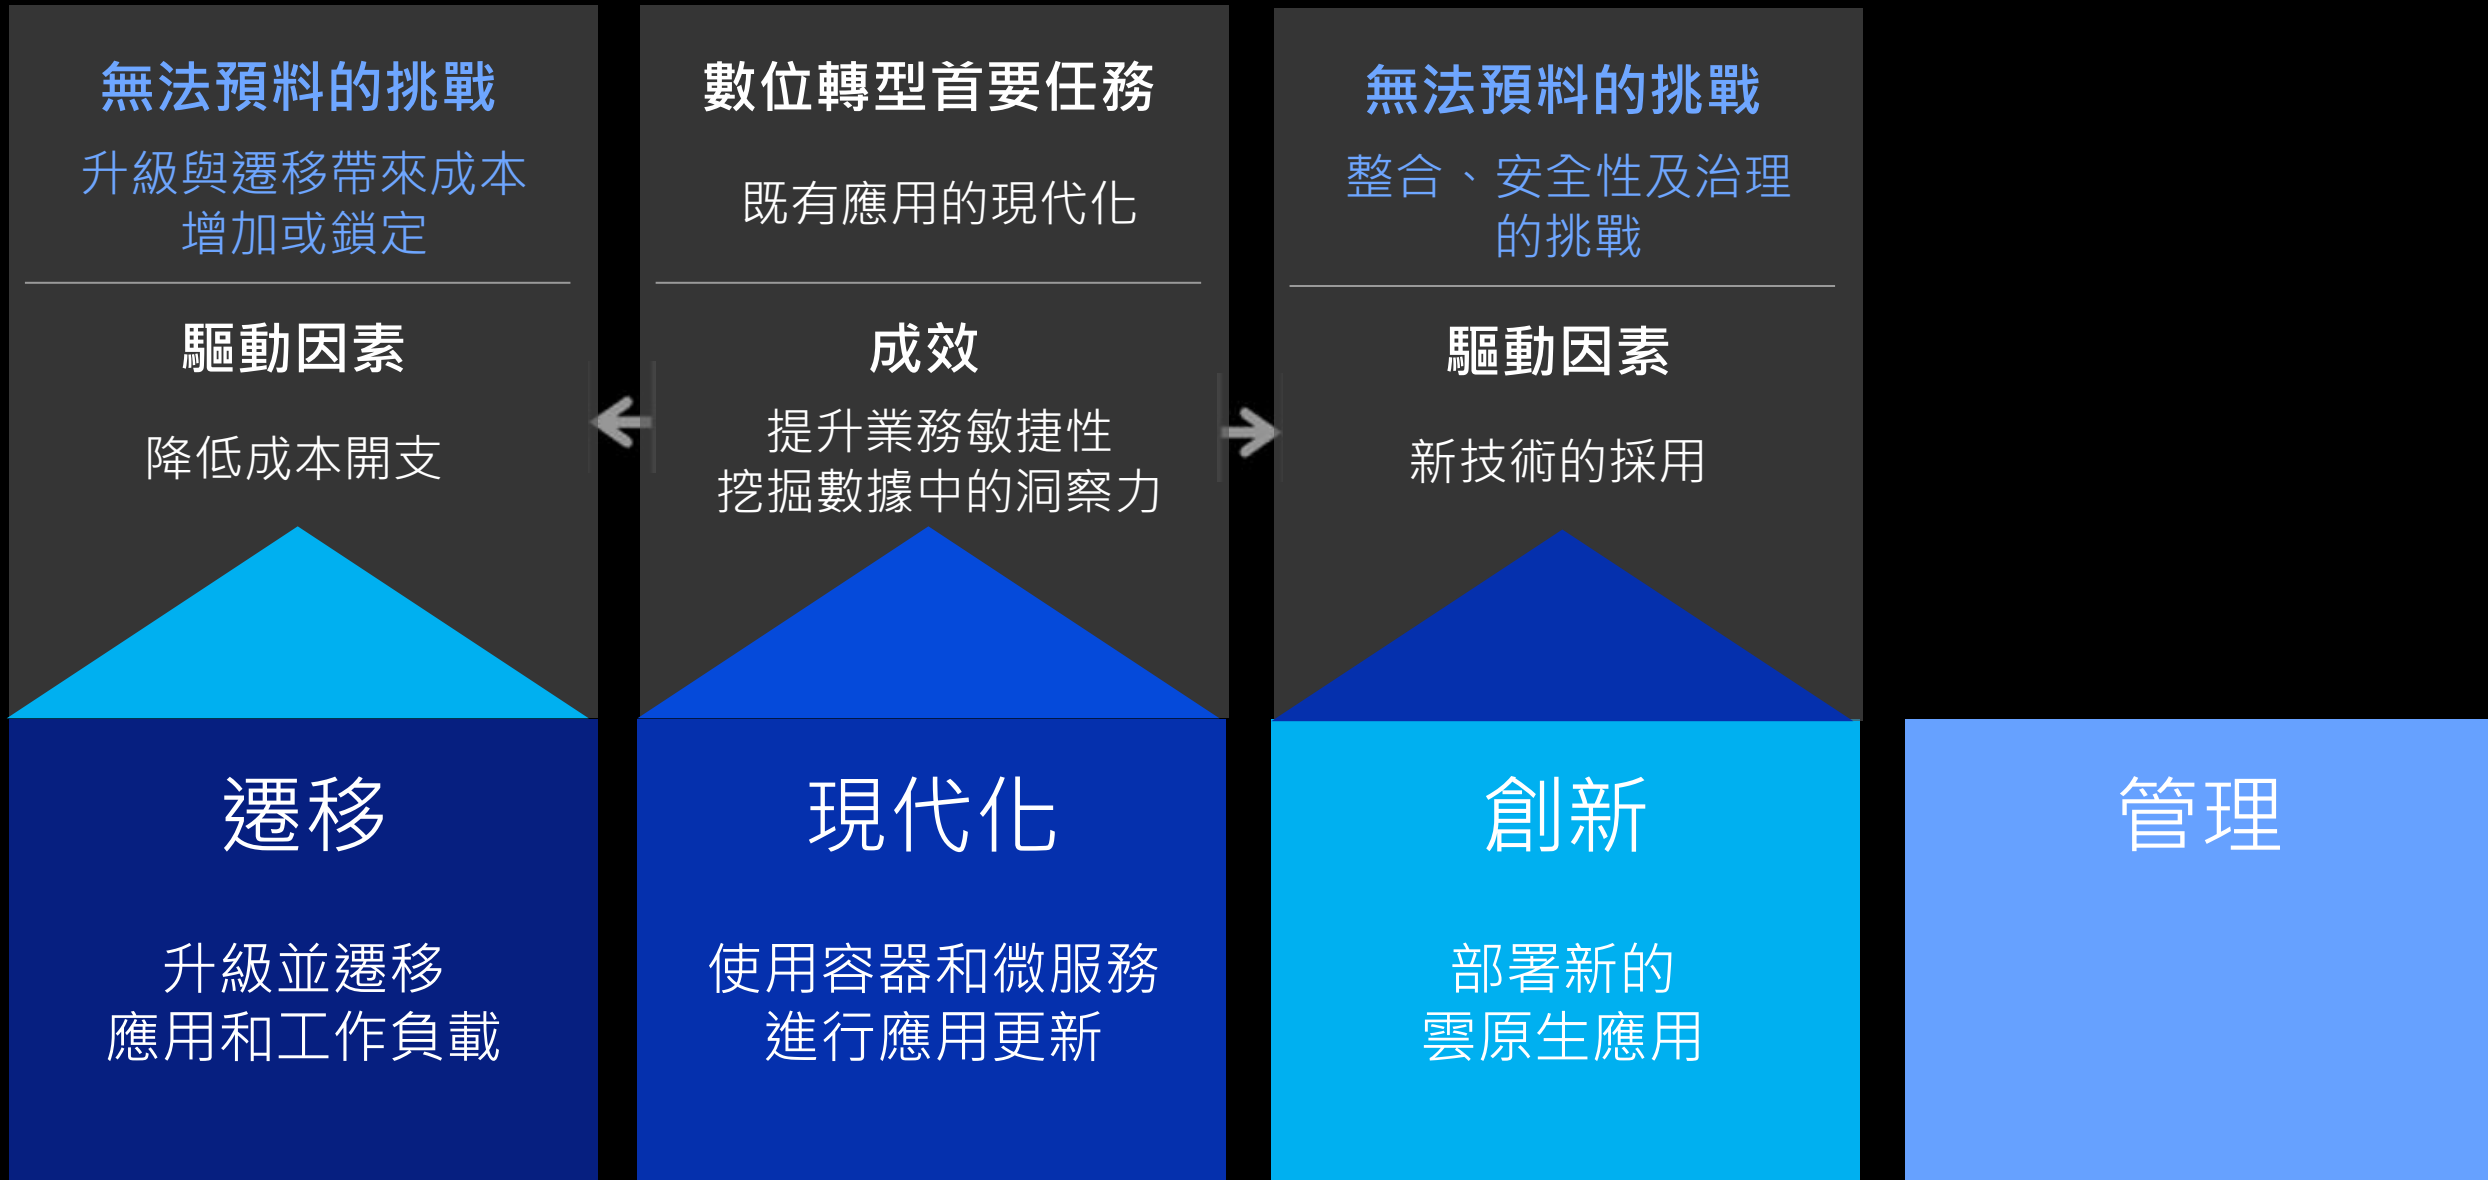 無法預料的挑戰
升級與遷移帶來成本
增加或鎖定
驅動因素
降低成本開支
遷移
升級並遷移
應用和工作負載
數位轉型首要任務
既有應用的現代化
成效
提升業務敏捷性
挖掘數據中的洞察力
現代化
使用容器和微服務
進行應用更新
無法預料的挑戰
整合、安全性及治理
的挑戰
驅動因素
新技術的採用
創新
部署新的
雲原生應用
管理